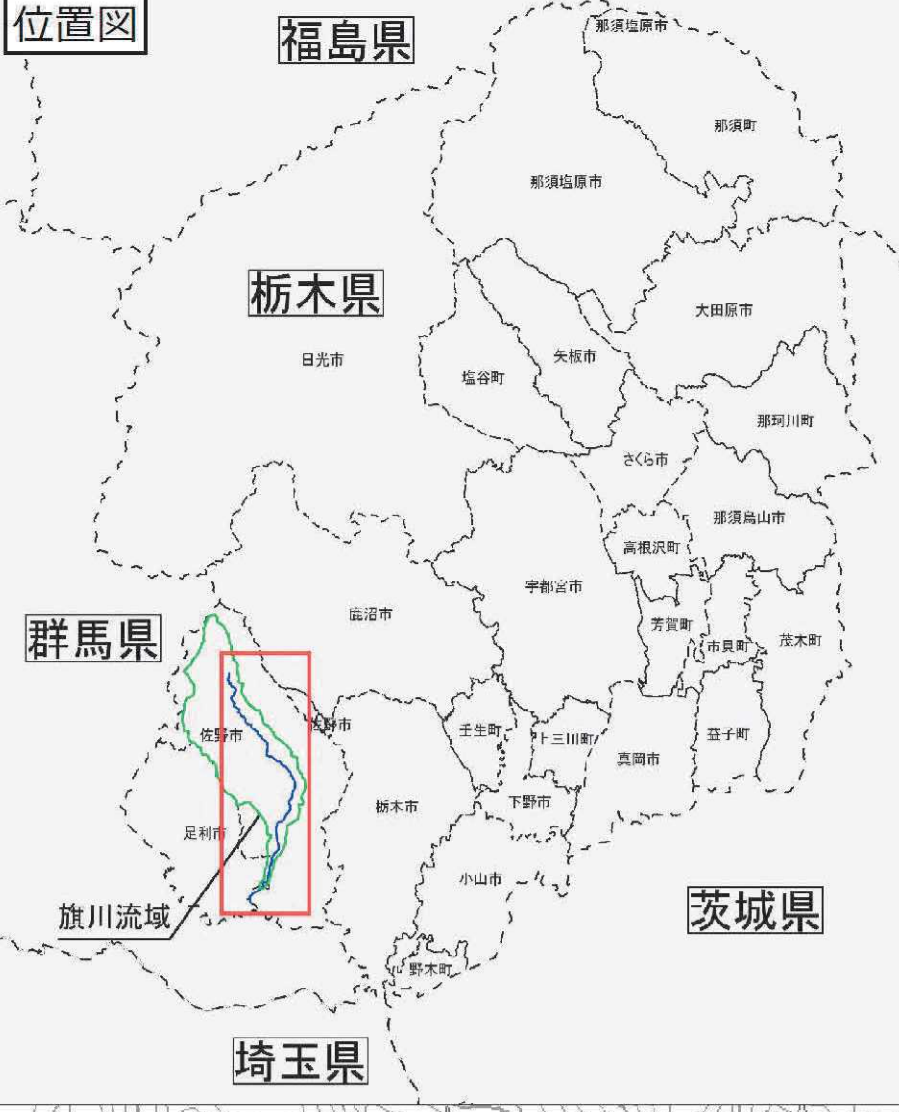 位置図
福島県
那須塩原市
那須町
那須塩原市
栃木県
大田原市
日光市
矢板市
塩谷町
那珂川町
さくら市
那須烏山市
高根沢町
宇都宮市
鹿沼市
芳賀町
群馬県
市貝町
茂木町
佐野市
壬生町
上三川町
益子町
佐野市
真岡市
下野市
栃木市
足利市
小山市
旗川流域
茨城県
野木町
埼玉県